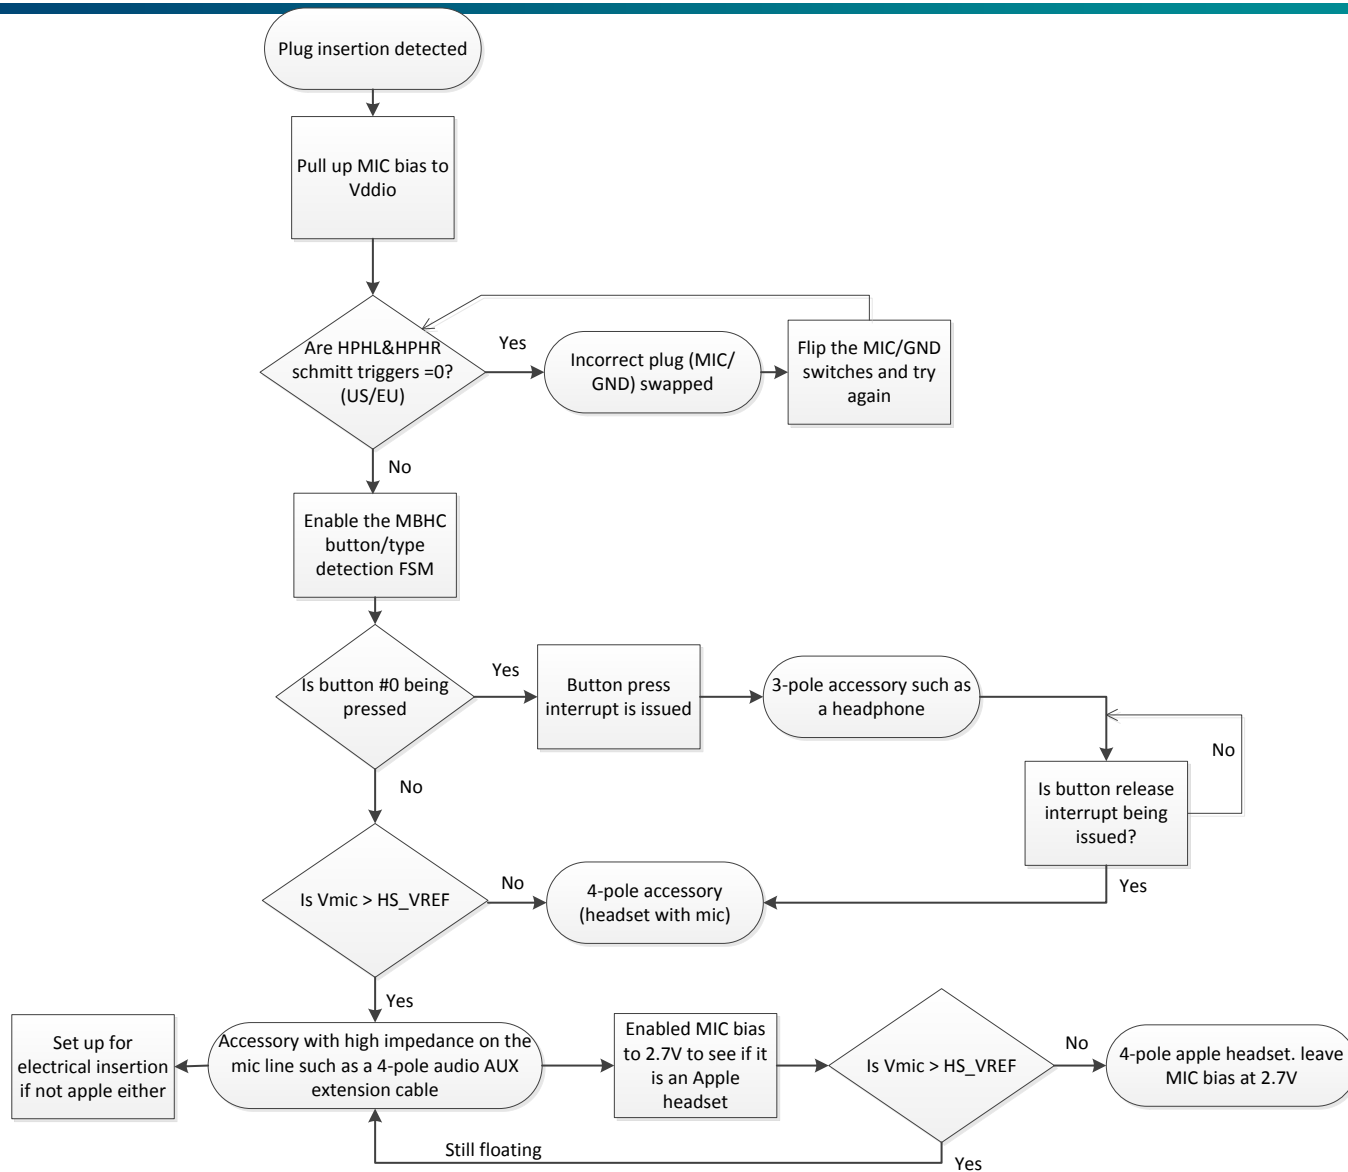 Plug insertion detected
Pull up MIC bias to
Vddio
Are HPHL&HPHR
schmitt triggers =0?
(US/EU)
Yes
Incorrect plug (MIC/
GND) swapped
Flip the MIC/GND
switches and try
again
No
Enable the MBHC
button/type
detection FSM
Is button #0 being
pressed
Yes
Button press
interrupt is issued
3-pole accessory such as
a headphone
No
Is button release
interrupt being
issued?
Yes
No
Is Vmic > HS_VREF
No
4-pole accessory
(headset with mic)
Yes
Set up for
electrical insertion
if not apple either
Accessory with high impedance on the
mic line such as a 4-pole audio AUX
extension cable
Enabled MIC bias
to 2.7V to see if it
is an Apple
headset
Is Vmic > HS_VREF
No
4-pole apple headset. leave
MIC bias at 2.7V
Still floating
Yes